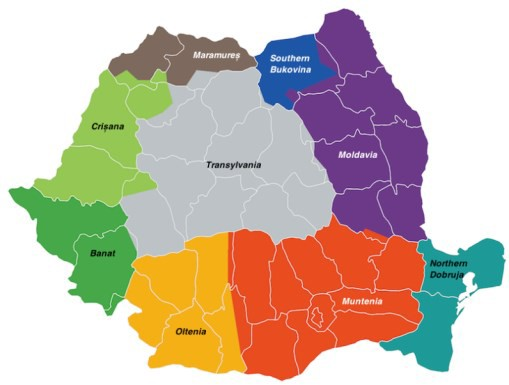 Maramureș
Southern
Bukovina
Crișana
Moldavia
Transylvania
Banat
Northern
Dobruja
Muntenia
Oltenia